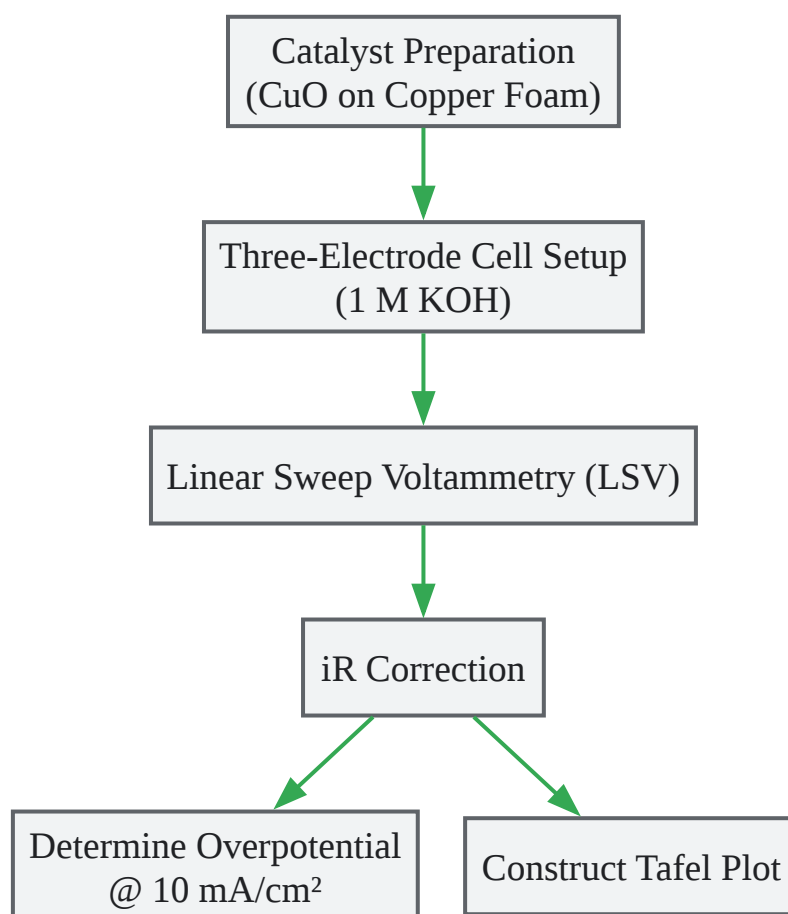 Catalyst Preparation
(CuO on Copper Foam)
Three-Electrode Cell Setup
(1 M KOH)
Linear Sweep Voltammetry (LSV)
iR Correction
Determine Overpotential
@ 10 mA/cm²
Construct Tafel Plot